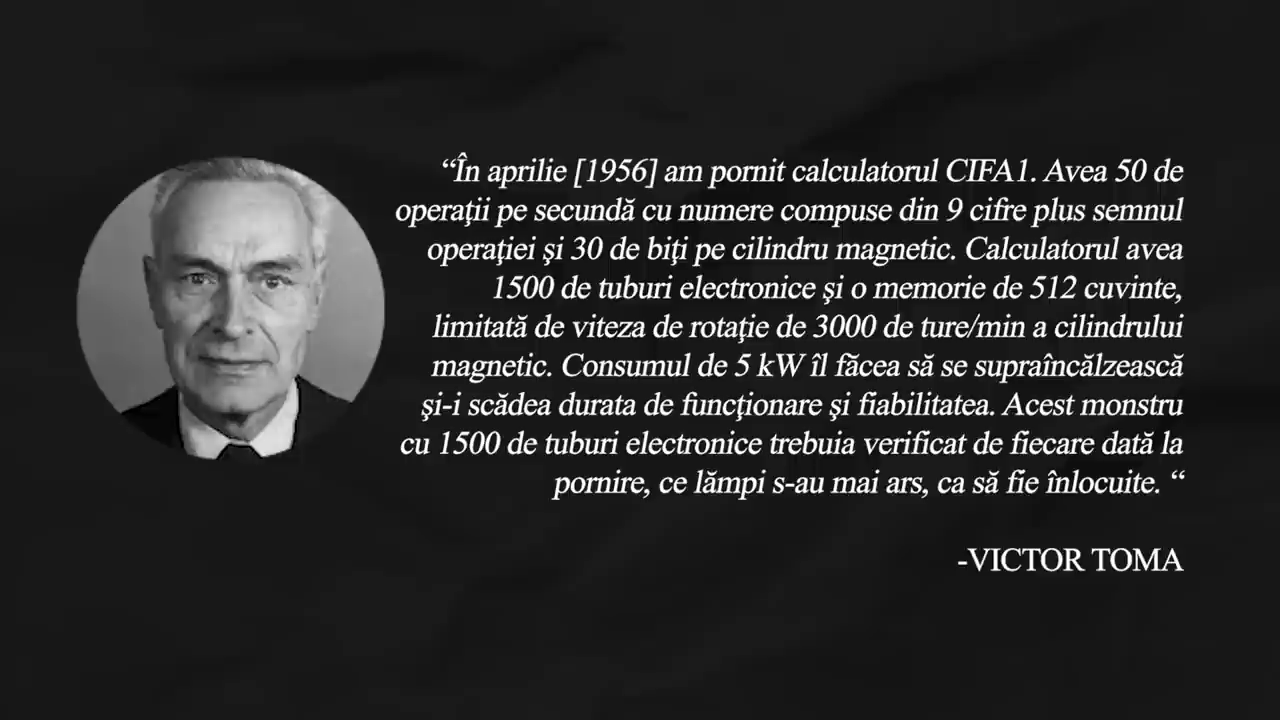 “În aprilie [1956] am pornit calculatorul CIFA1. Avea 50 de
operaţii pe secundă cu numere compuse din 9 cifre plus semnul
operaţiei şi 30 de biţi pe cilindru magnetic. Calculatorul avea
1500 de tuburi electronice şi o memorie de 512 cuvinte,
limitată de viteza de rotaţie de 3000 de ture/min a cilindrului
magnetic. Consumul de 5 kW îl făcea să se supraîncălzească
şi-i scădea durata de funcţionare şi fiabilitatea. Acest monstru
cu 1500 de tuburi electronice trebuia verificat de fiecare dată la
pornire, ce lămpi s-au mai ars, ca să fie înlocuite. “
-VICTOR TOMA